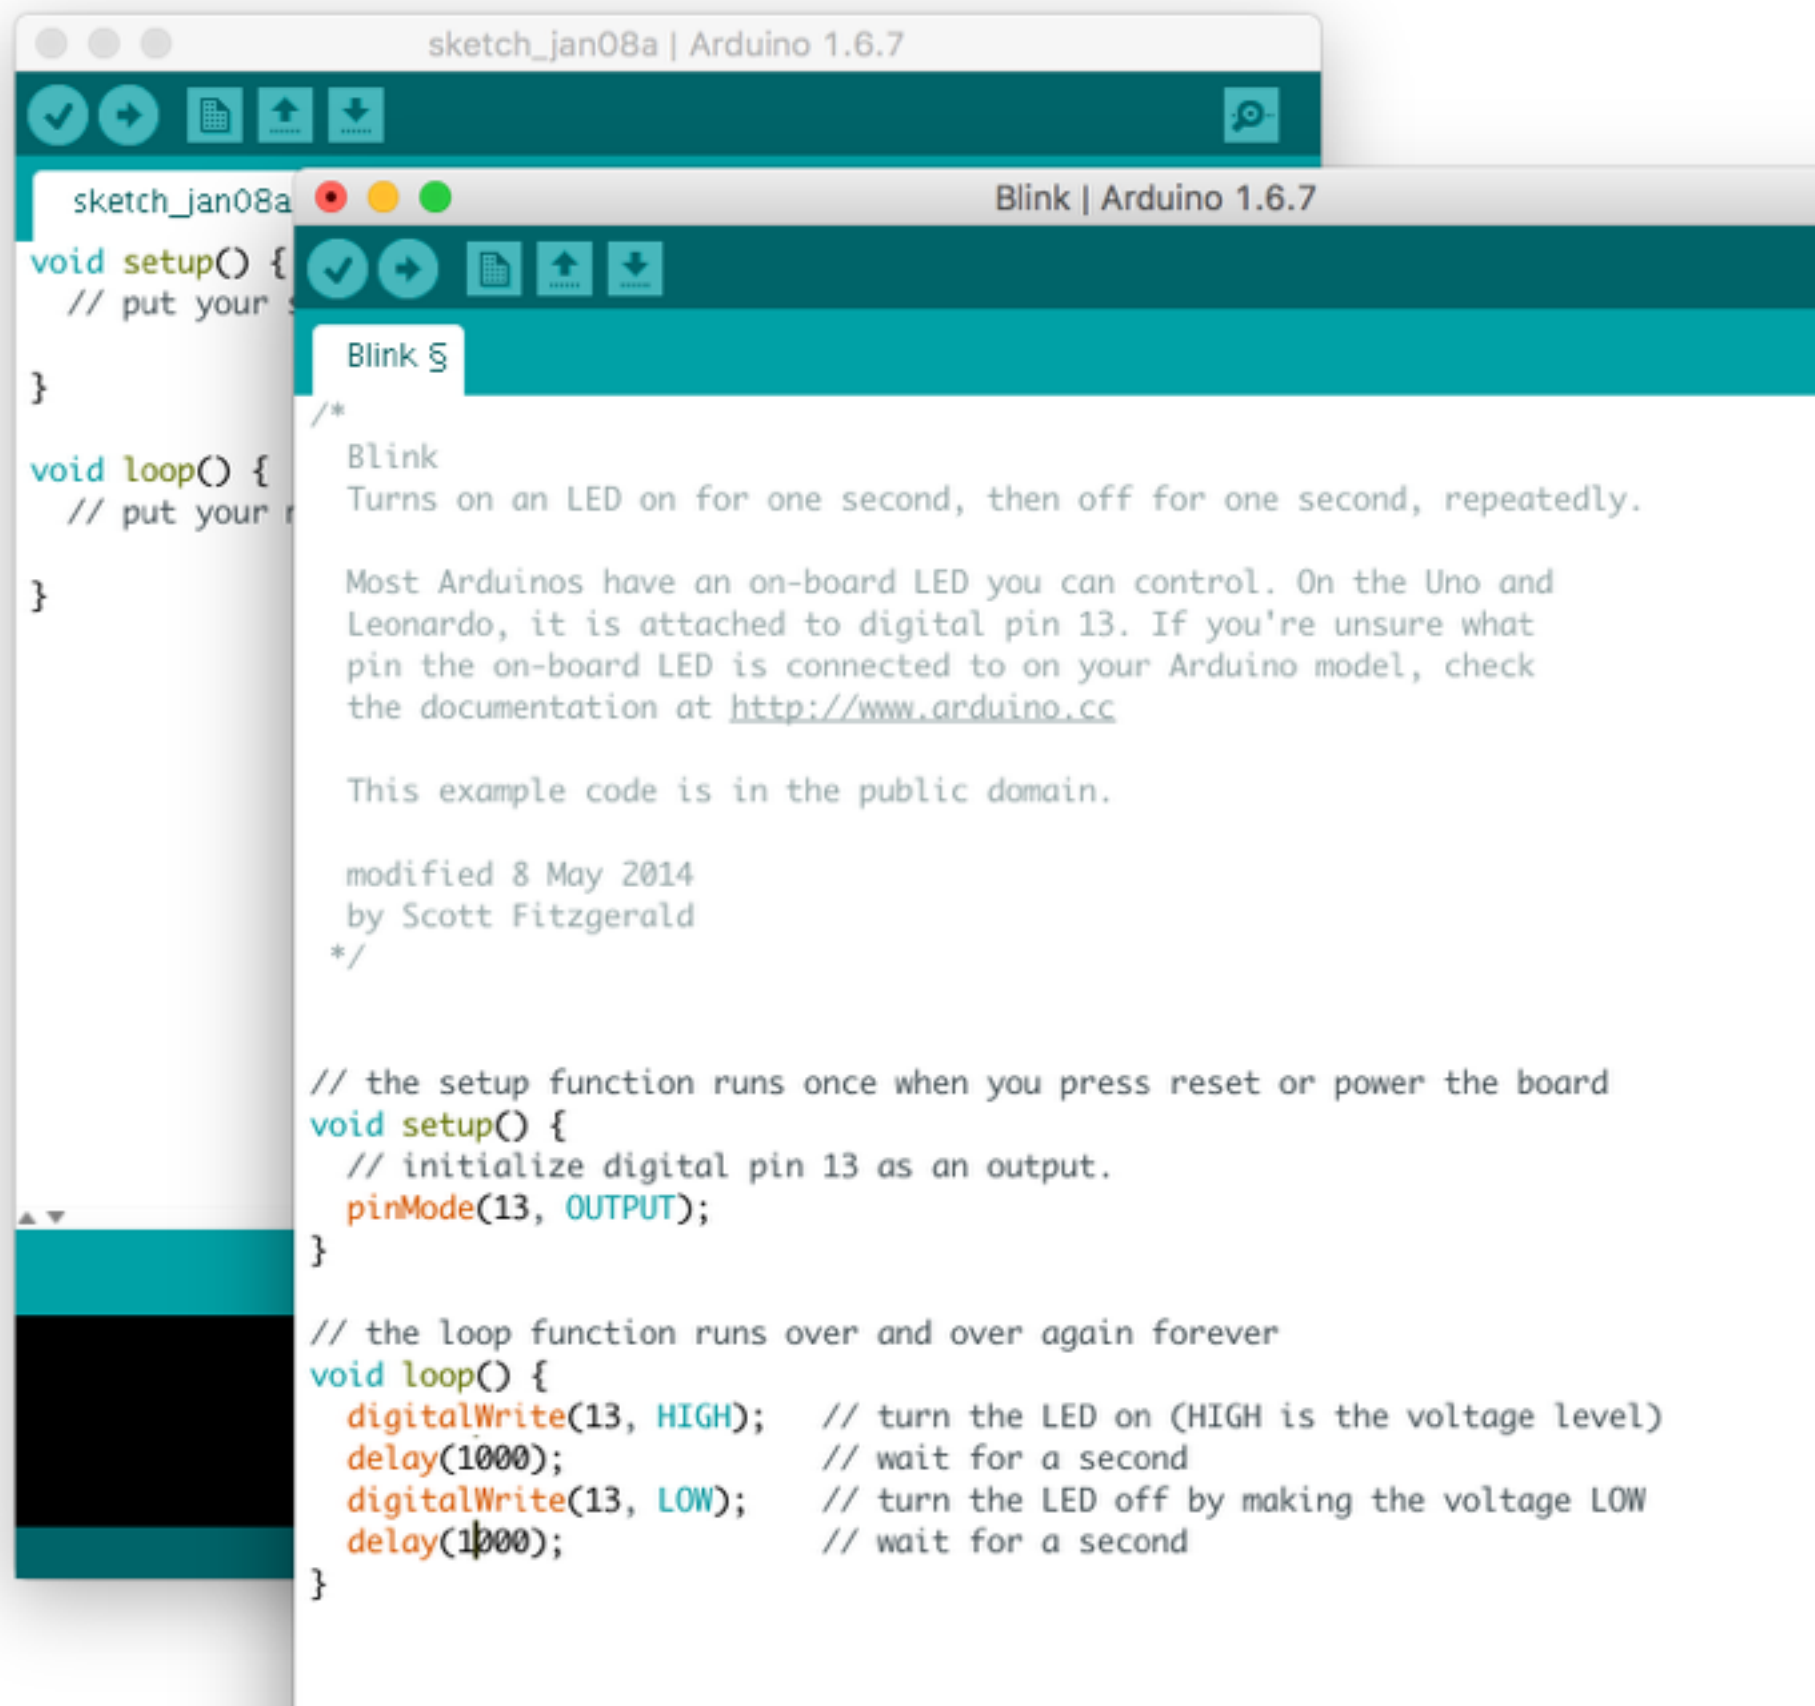 sketch_jan08a | Arduino 1.6.7
sketch_jan08a
void setup() {
// put your
}
void loop() {
// put your
}
Blink | Arduino 1.6.7
Blink §
/*
Blink
Turns on an LED on for one second, then off for one second, repeatedly.
Most Arduinos have an on-board LED you can control. On the Uno and
Leonardo, it is attached to digital pin 13. If you're unsure what
pin the on-board LED is connected to on your Arduino model, check
the documentation at http://www.arduino.cc
This example code is in the public domain.
modified 8 May 2014
by Scott Fitzgerald
*/
// the setup function runs once when you press reset or power the board
void setup() {
// initialize digital pin 13 as an output.
pinMode(13, OUTPUT);
}
// the loop function runs over and over again forever
void loop() {
digitalWrite(13, HIGH);   // turn the LED on (HIGH is the voltage level)
delay(1000);              // wait for a second
digitalWrite(13, LOW);    // turn the LED off by making the voltage LOW
delay(1000);              // wait for a second
}